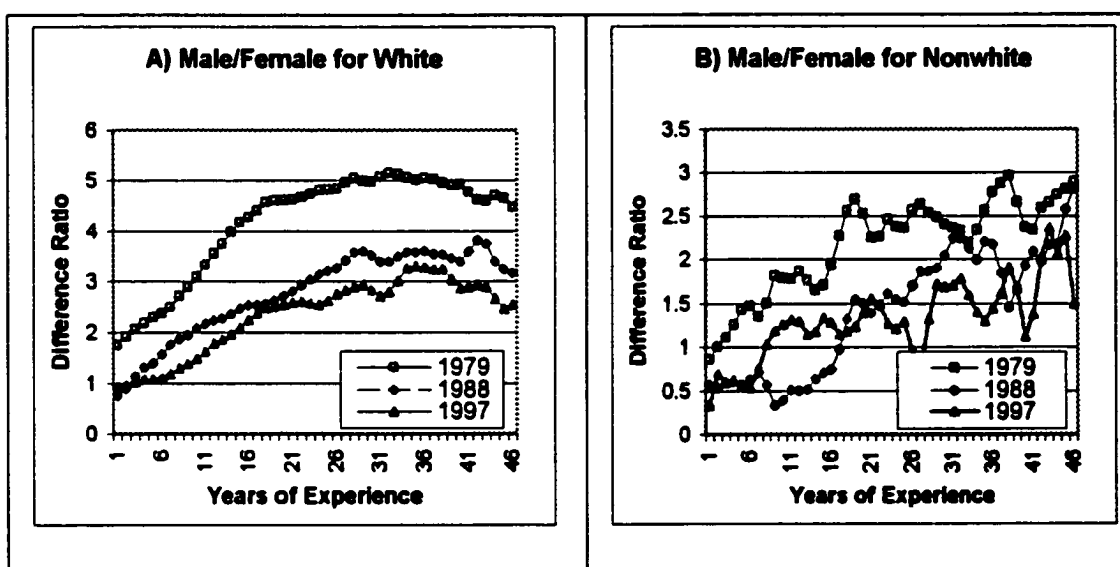 A) Male/Female for White
6
5
4
3
2
1
0
Difference Ratio
1 6 11 16 21 26 31 36 41 46
Years of Experience
1979
1988
1997
B) Male/Female for Nonwhite
3.5
3
2.5
2
1.5
1
0.5
0
Difference Ratio
1 6 11 16 21 26 31 36 41 46
Years of Experience
1979
1988
1997